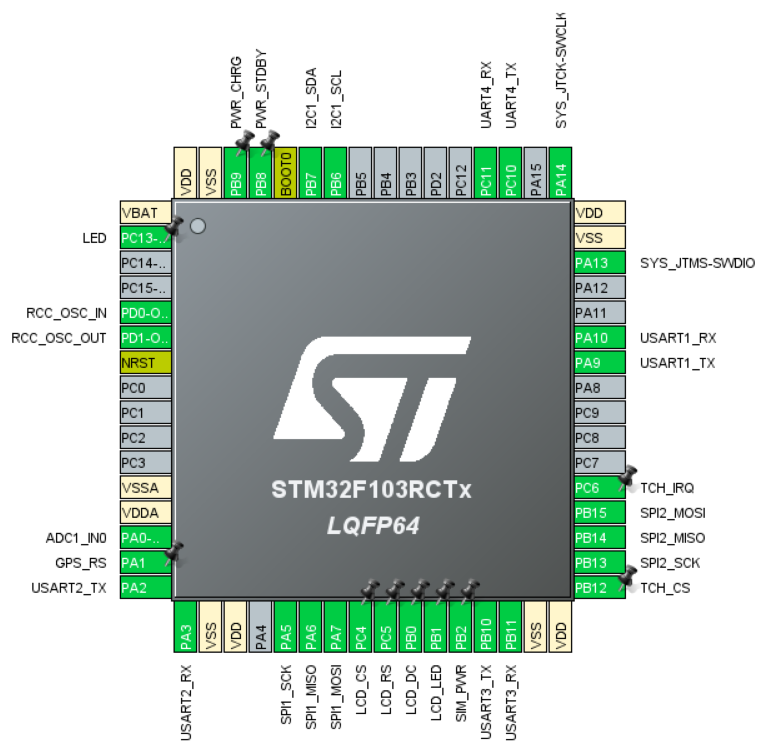 PWR_CHRG
PWR_STDBY
I2C1_SDA
I2C1_SCL
UART4_RX
UART4_TX
SYS_JTCK-SWCLK
VDD
VSS
PB9
PB8
BOOT0
PB7
PB6
PB5
PB4
PB3
PD2
PC12
PC11
PC10
PA15
PA14
VBAT
LED PC13-..
PC14-..
PC15-..
RCC_OSC_IN PD0-O..
RCC_OSC_OUT PD1-O..
NRST
PC0
PC1
PC2
PC3
VSSA
VDDA
ADC1_IN0 PA0-..
GPS_RS PA1
USART2_TX PA2
ST
STM32F103RCTx
LQFP64
VDD
VSS
PA13 SYS_JTMS-SWDIO
PA12
PA11
PA10 USART1_RX
PA9 USART1_TX
PA8
PC9
PC8
PC7
PC6 TCH_IRQ
PB15 SPI2_MOSI
PB14 SPI2_MISO
PB13 SPI2_SCK
PB12 TCH_CS
PA3
VSS
VDD
PA4
PA5
PA6
PA7
PC4
PC5
PB0
PB1
PB2
PB10
PB11
VSS
VDD
USART2_RX
SPI1_SCK
SPI1_MISO
SPI1_MOSI
LCD_CS
LCD_RS
LCD_DC
LCD_LED
SIM_PWR
USART3_TX
USART3_RX